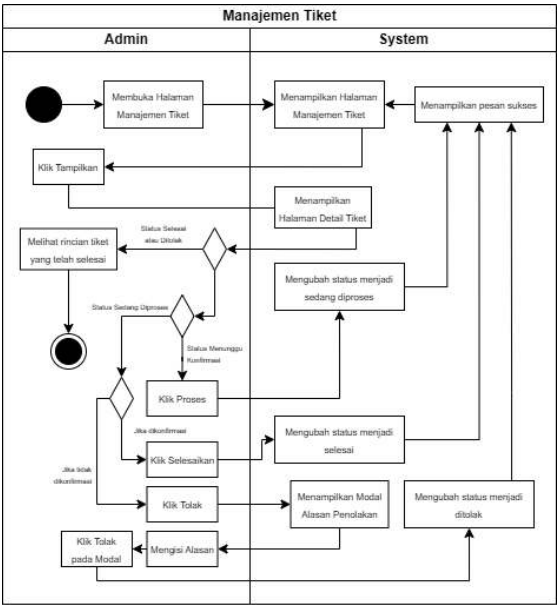 Manajemen Tiket
Admin
System
Membuka Halaman
Manajemen Tiket
Menampilkan Halaman
Manajemen Tiket
Menampilkan pesan sukses
Klik Tampilkan
Menampilkan
Halaman Detail Tiket
Status Selesai
atau Ditolak
Melihat rincian tiket
yang telah selesai
Mengubah status menjadi
sedang diproses
Status Sedang Diproses
Status Menunggu
Konfirmasi
Klik Proses
Jika dikonfirmasi
Mengubah status menjadi
selesai
Klik Selesaikan
Jika tidak
dikonfirmasi
Klik Tolak
Menampilkan Modal
Alasan Penolakan
Mengubah status menjadi
ditolak
Klik Tolak
pada Modal
Mengisi Alasan